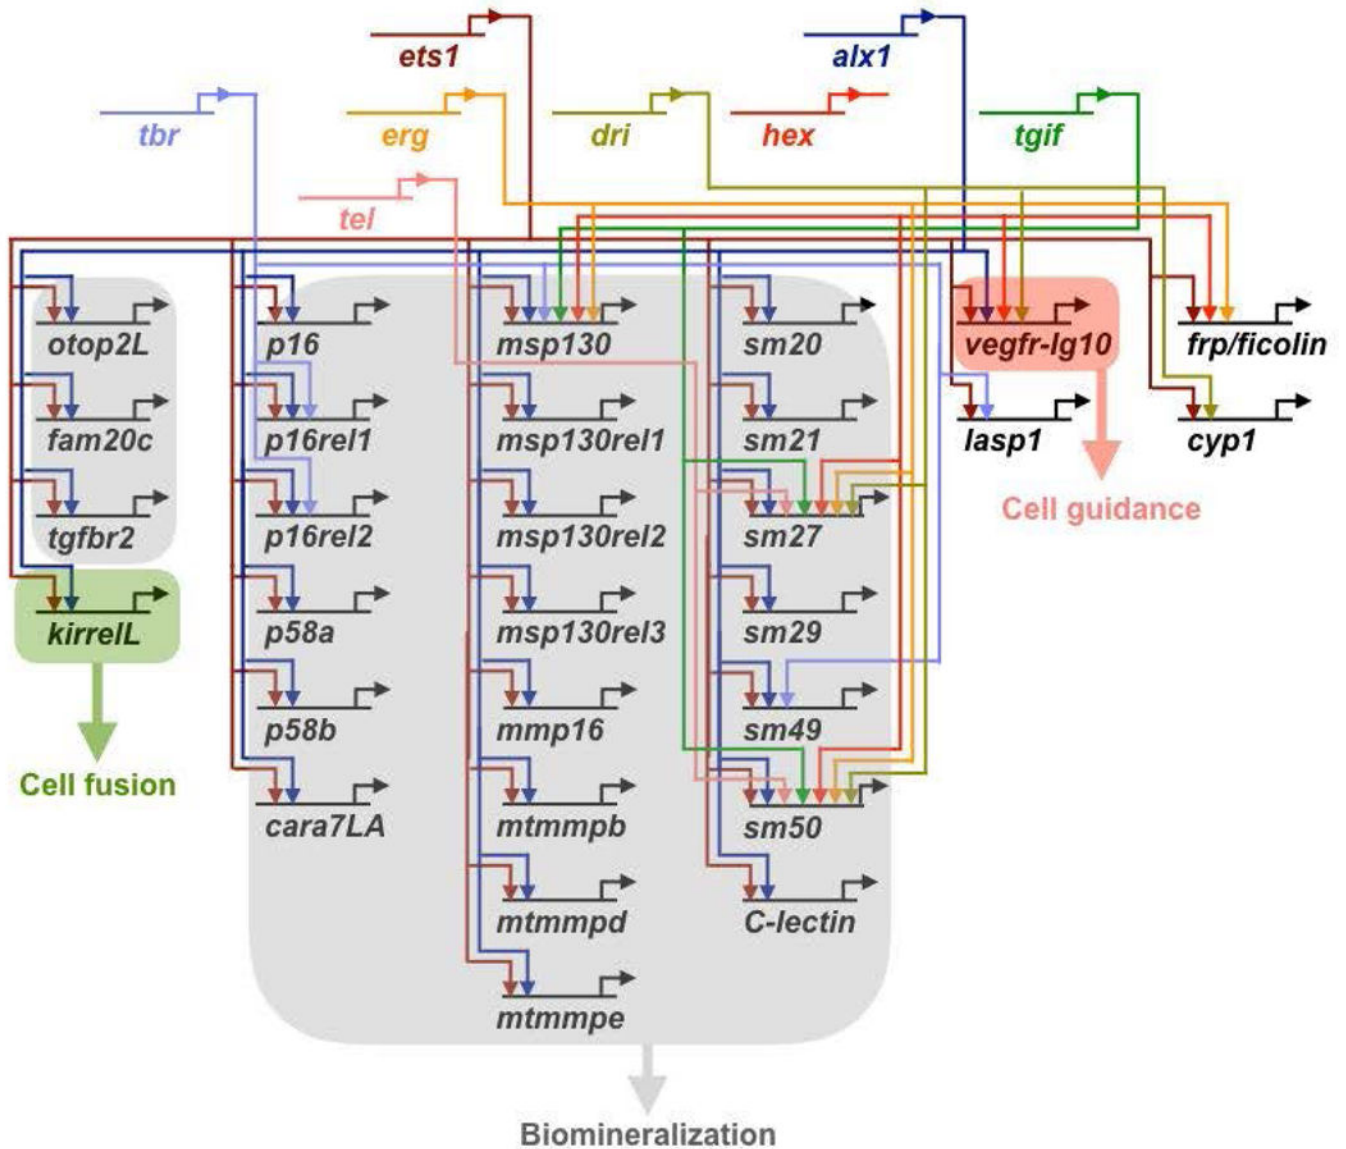 ets1
alx1
tbr
erg
dri
hex
tgif
tel
otop2L
p16
msp130
sm20
vegfr-Ig10
frp/ficolin
fam20c
p16rel1
msp130rel1
sm21
lasp1
cyp1
tgfbr2
p16rel2
msp130rel2
sm27
Cell guidance
kirrelL
p58a
msp130rel3
sm29
p58b
mmp16
sm49
Cell fusion
cara7LA
mtmmpb
sm50
mtmmpd
C-lectin
mtmmpe
Biomineralization